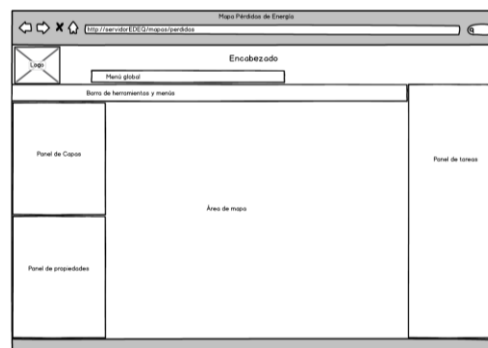 Mapa Pérdidas de Energía
http://servidorEDEQ/mapas/perdidas
Logo
Encabezado
Menú global
Barra de herramientas y menús
Panel de Capas
Panel de tareas
Área de mapa
Panel de propiedades